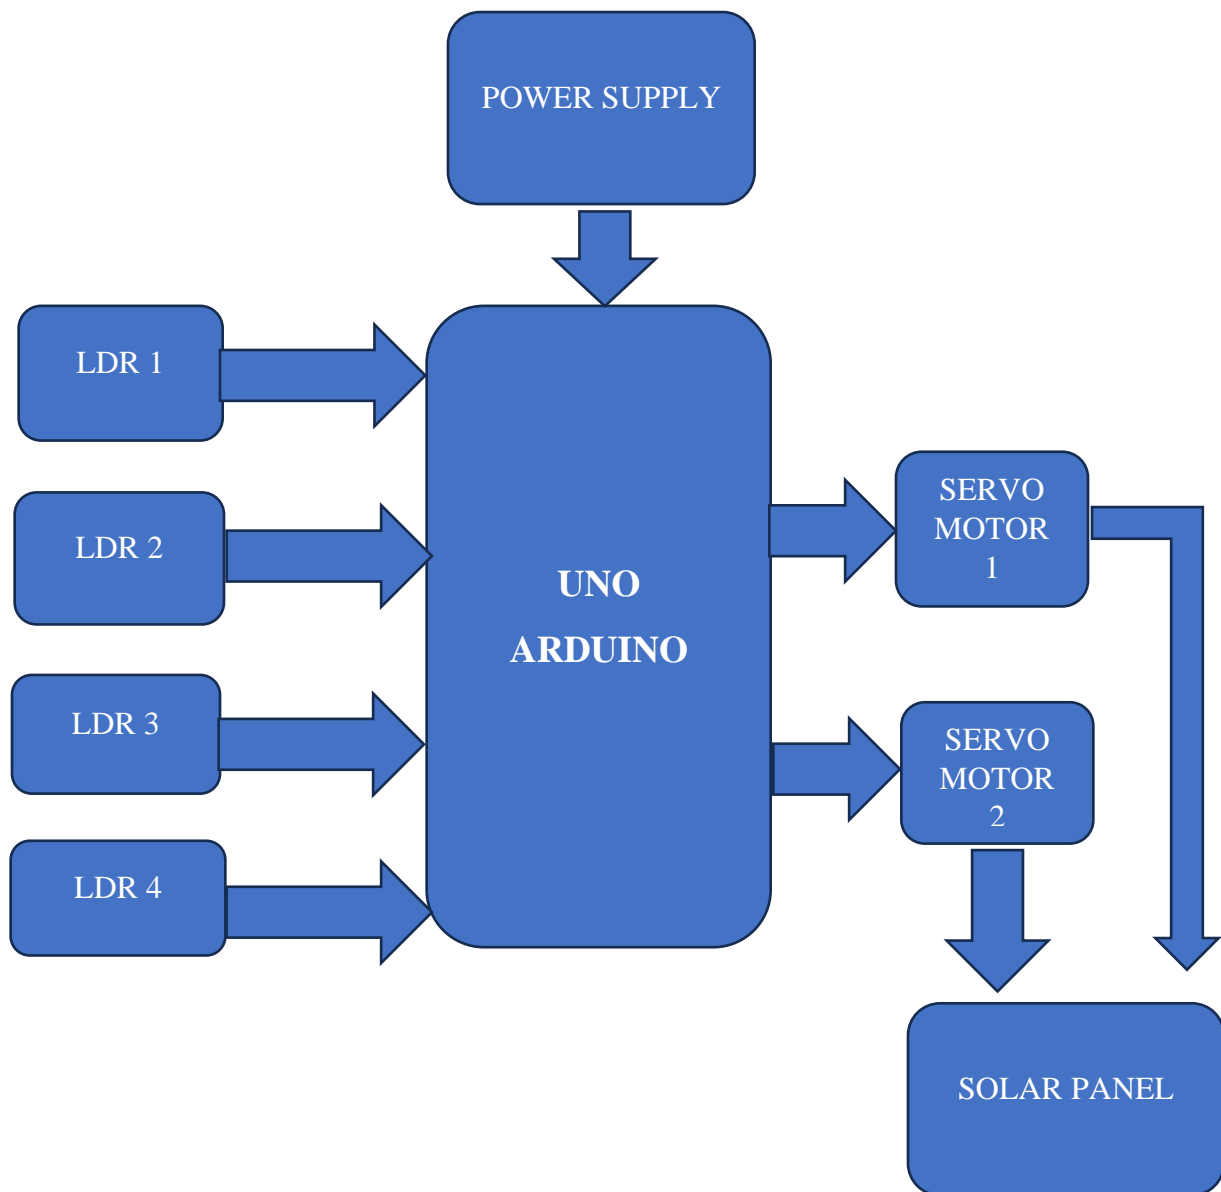 POWER SUPPLY
LDR 1
LDR 2
LDR 3
LDR 4
UNO
ARDUINO
SERVO
MOTOR
1
SERVO
MOTOR
2
SOLAR PANEL